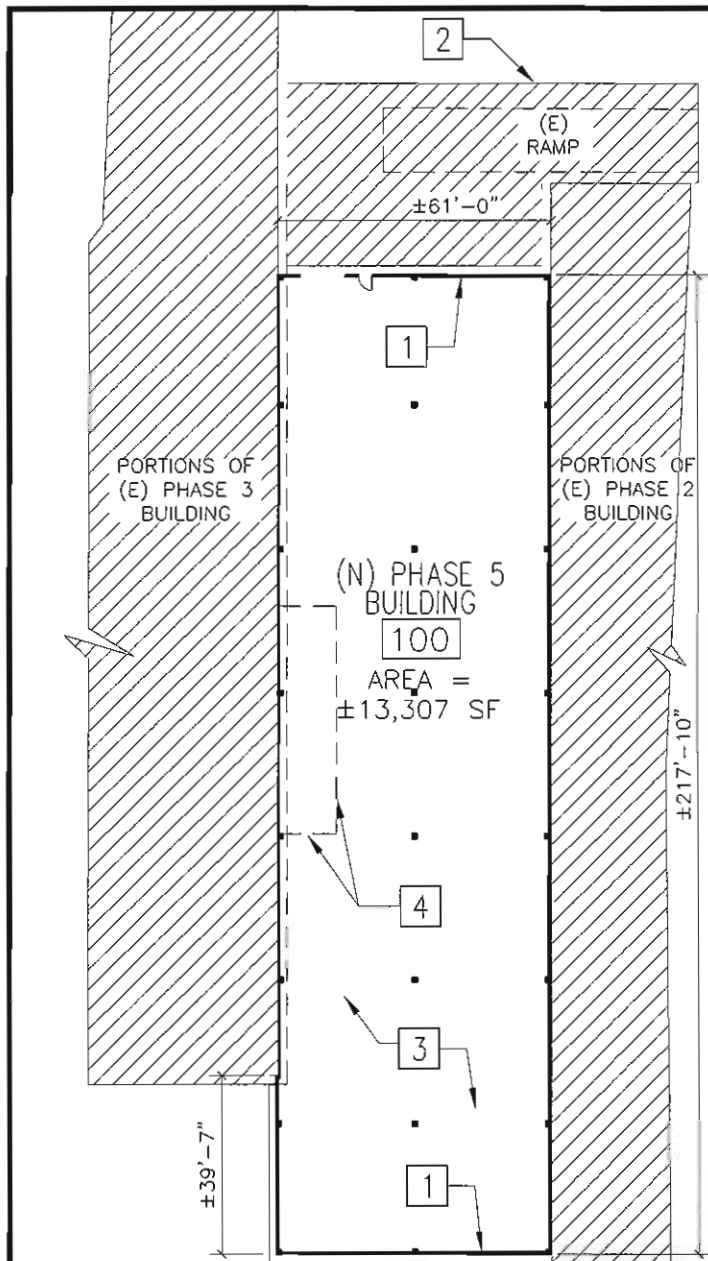 2
(E)
RAMP
±61'-0"
1
PORTIONS OF
(E) PHASE 3
BUILDING
PORTIONS OF
(E) PHASE 2
BUILDING
(N) PHASE 5
BUILDING
100
AREA =
±13,307 SF
±217'-10"
4
3
±39'-7"
1